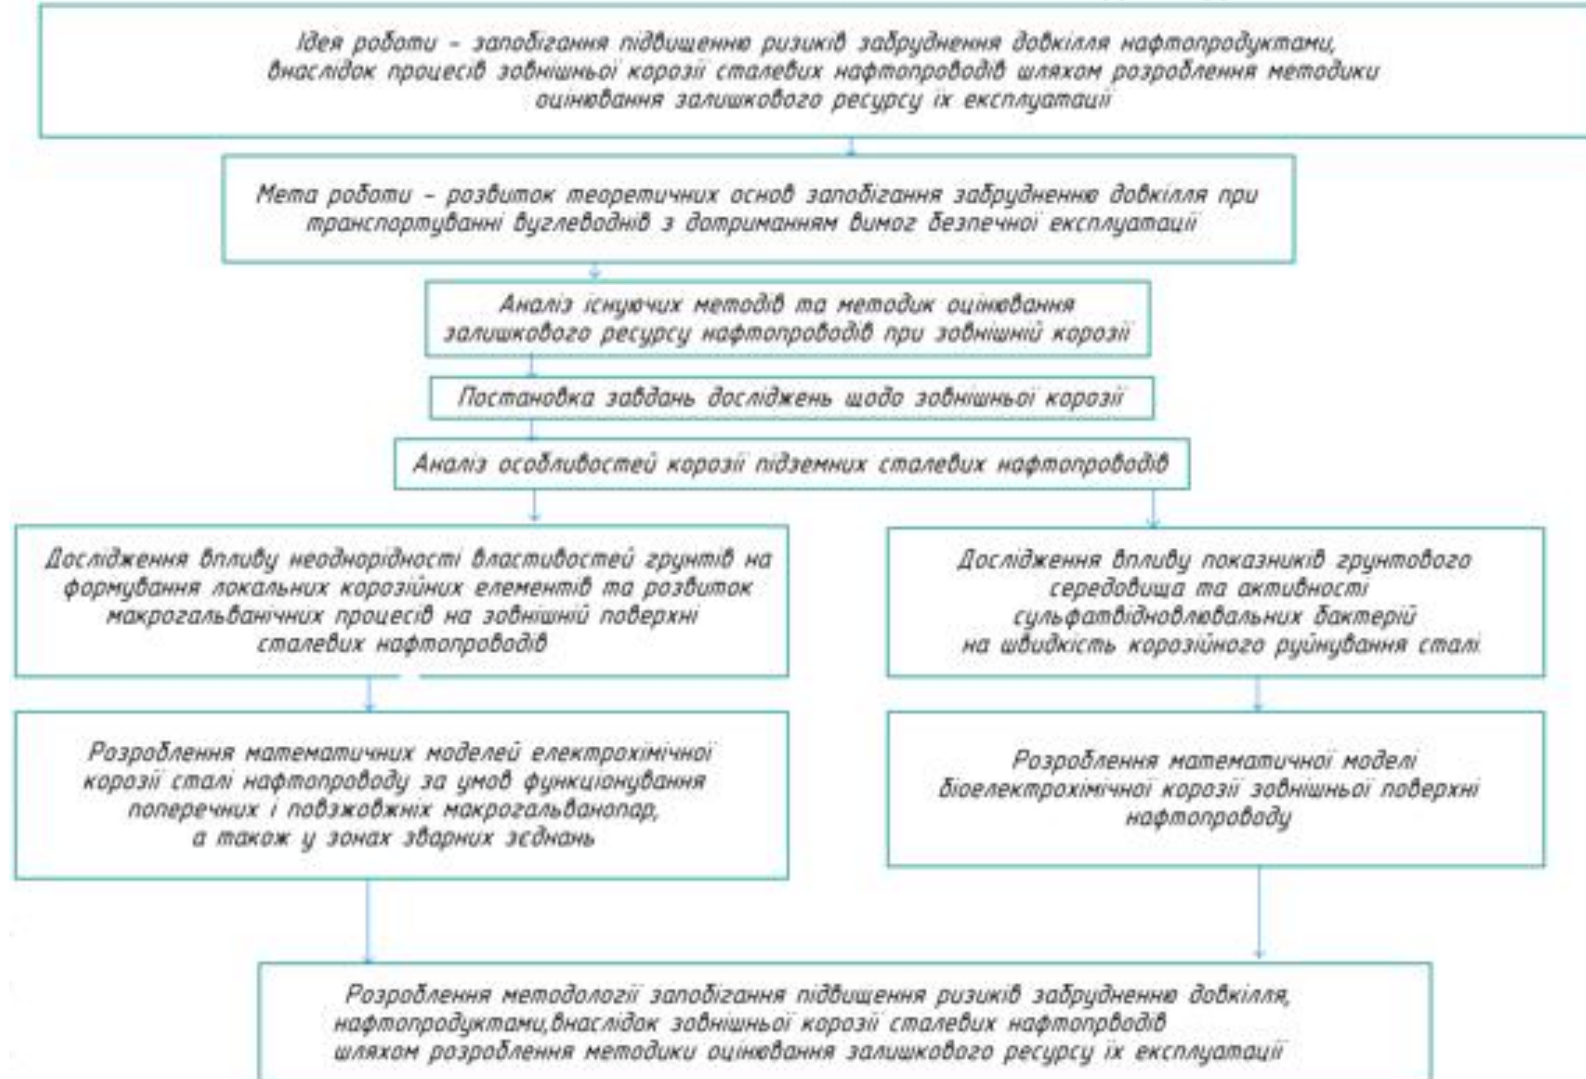 Ідея роботи – запобігання підвищенню ризиків забруднення довкілля нафтопродуктами,
внаслідок процесів зовнішньої корозії сталевих нафтопроводів шляхом розроблення методики
оцінювання залишкового ресурсу їх експлуатації
Мета роботи – розвиток теоретичних основ запобігання забрудненню довкілля при
транспортуванні вуглеводнів з дотриманням вимог безпечної експлуатації
Аналіз існуючих методів та методик оцінювання
залишкового ресурсу нафтопроводів при зовнішній корозії
Постановка завдань досліджень щодо зовнішньої корозії
Аналіз особливостей корозії підземних сталевих нафтопроводів
Дослідження впливу неоднорідності властивостей грунтів на
формування локальних корозійних елементів та розвиток
макрогальванічних процесів на зовнішній поверхні
сталевих нафтопроводів
Дослідження впливу показників грунтового
середовища та активності
сульфатвідновлювальних бактерій
на швидкість корозійного руйнування сталі.
Розроблення математичних моделей електрохімічної
корозії сталі нафтопроводу за умов функціонування
поперечних і повзжовжніх макрогальванопар,
а також у зонах зварних зєднань
Розроблення математичної моделі
біоелектрохімічної корозії зовнішньої поверхні
нафтопроводу
Розроблення методології запобігання підвищення ризиків забрудненню довкілля,
нафтопродуктами,внаслідок зовнішньої корозії сталевих нафтопрводів
шляхом розроблення методики оцінювання залишкового ресурсу їх експлуатації